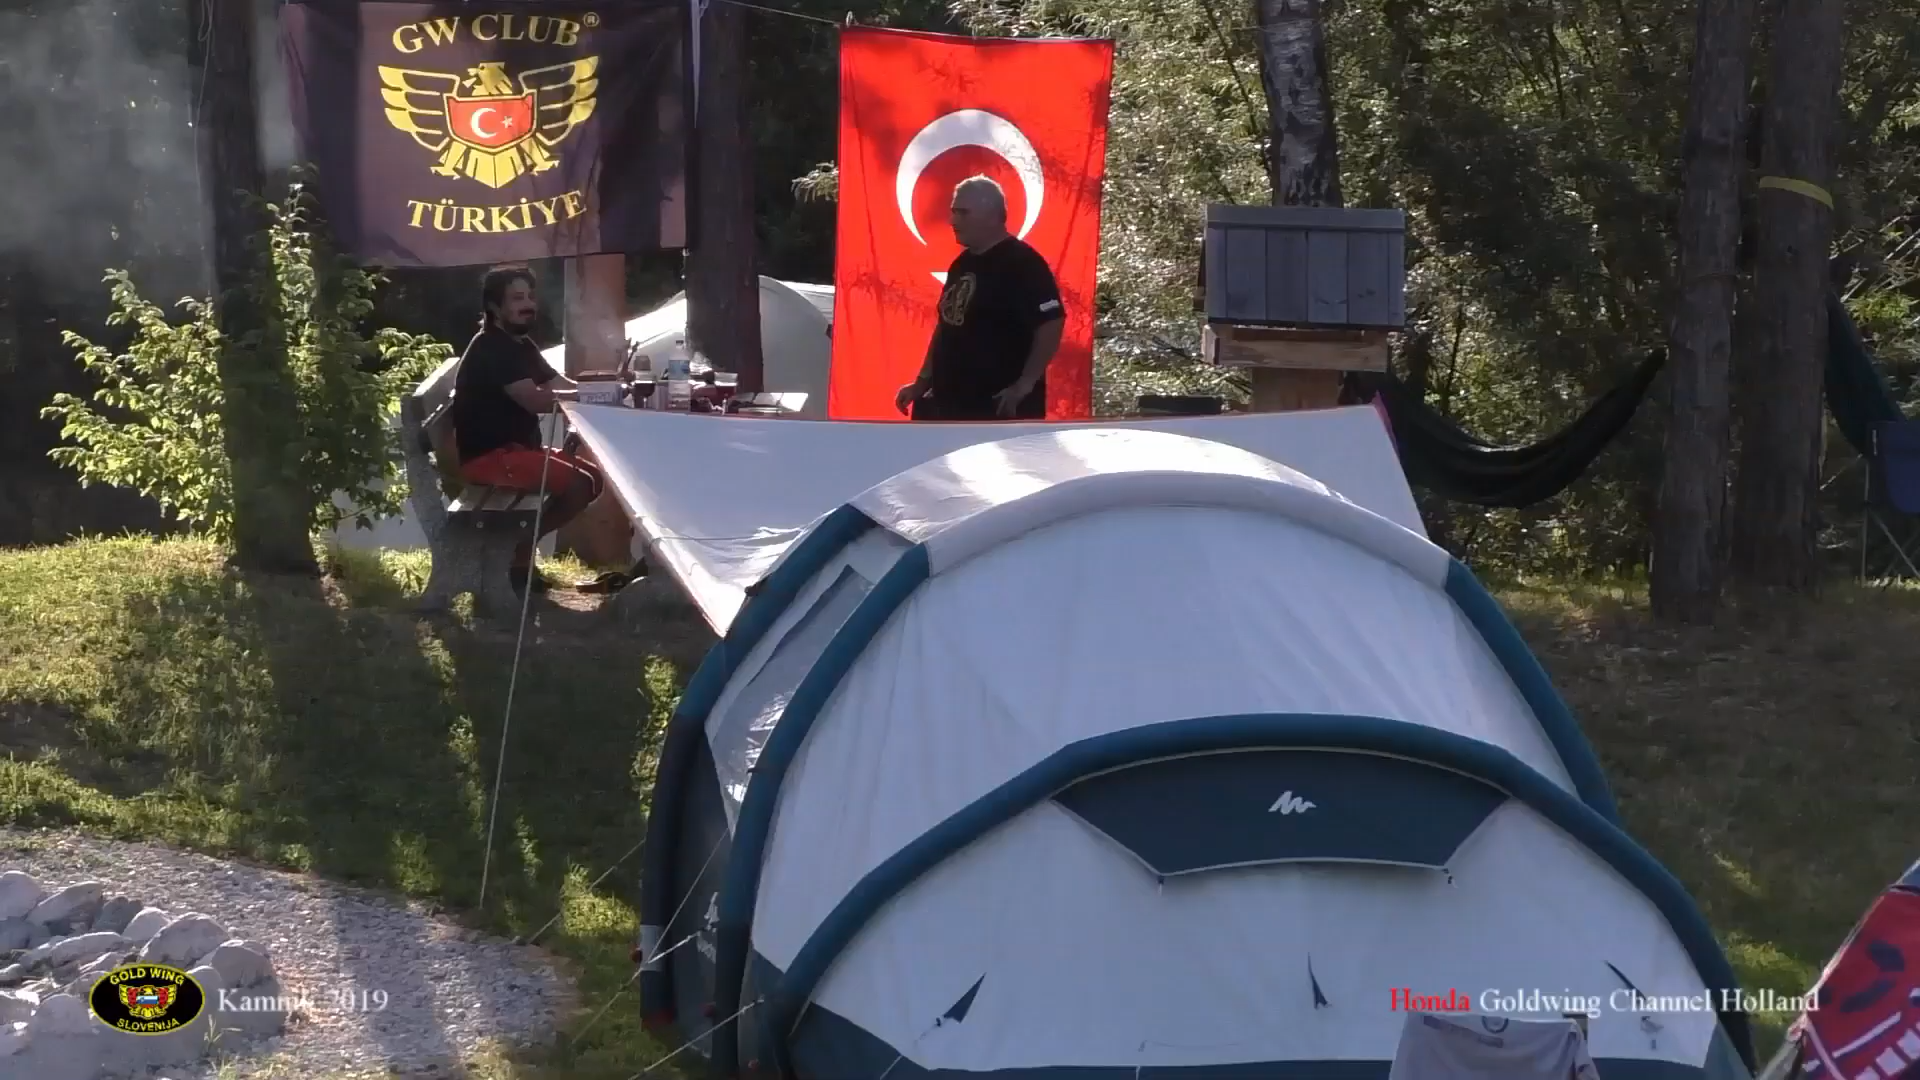 GW CLUB®
TÜRKİYE
GOLD WING
SLOVENIJA
Kamnik 2019
Honda Goldwing Channel Holland